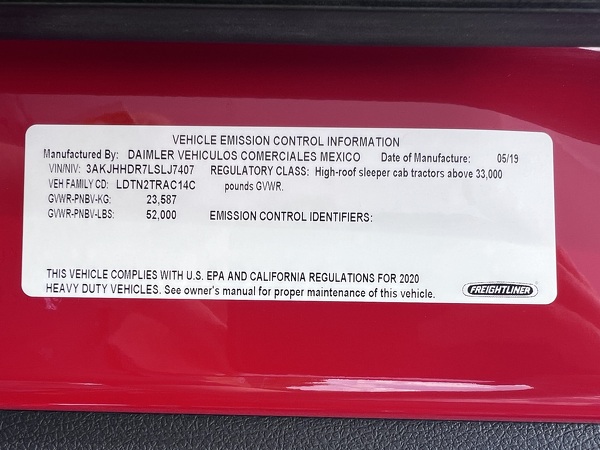 VEHICLE EMISSION CONTROL INFORMATION
Manufactured By: DAIMLER VEHICULOS COMERCIALES MEXICO Date of Manufacture: 05/19
VIN/NIV: 3AKJHHDR7LSLJ7407 REGULATORY CLASS: High-roof sleeper cab tractors above 33,000
VEH FAMILY CD: LDTN2TRAC14C pounds GVWR.
GVWR-PNBV-KG: 23,587
GVWR-PNBV-LBS: 52,000 EMISSION CONTROL IDENTIFIERS:
THIS VEHICLE COMPLIES WITH U.S. EPA AND CALIFORNIA REGULATIONS FOR 2020
HEAVY DUTY VEHICLES. See owner's manual for proper maintenance of this vehicle.
FREIGHTLINER